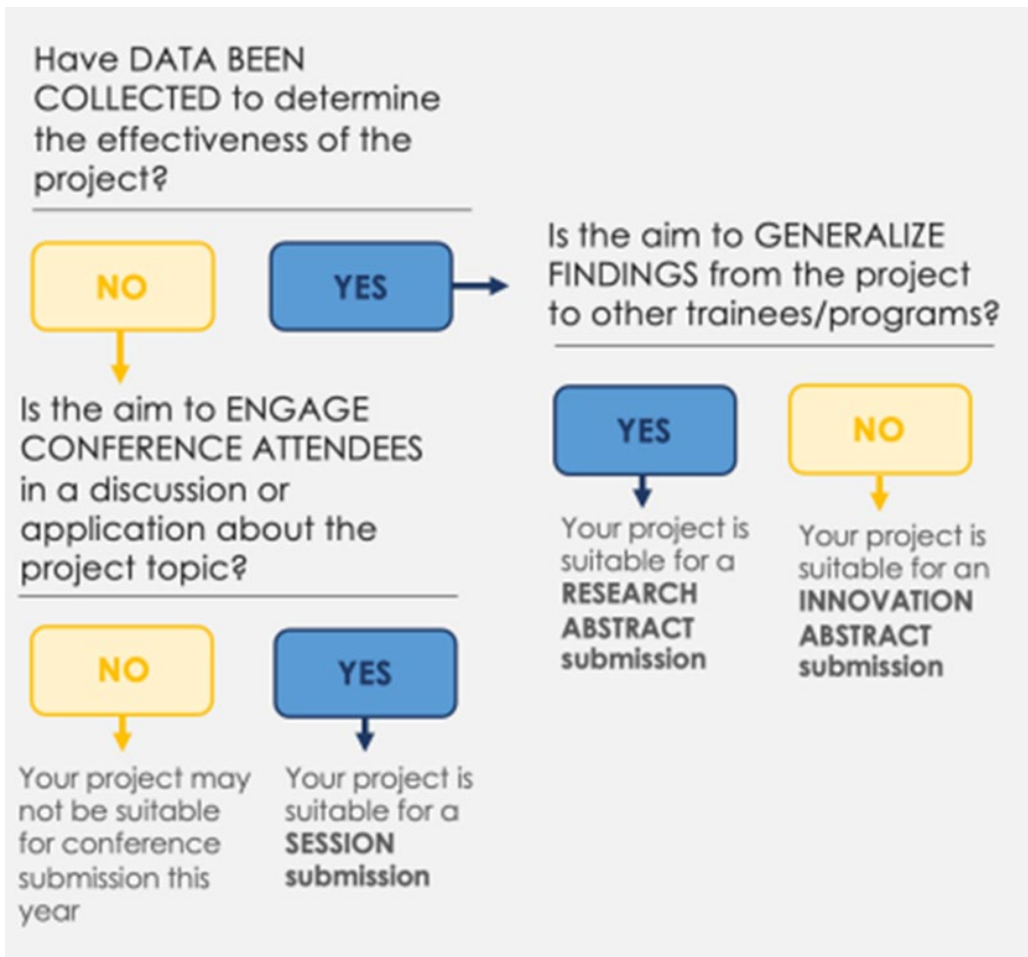 Have DATA BEEN
COLLECTED to determine
the effectiveness of the
project?
NO
YES
Is the aim to GENERALIZE
FINDINGS from the project
to other trainees/programs?
YES
NO
Your project is
suitable for a
RESEARCH
ABSTRACT
submission
Your project is
suitable for an
INNOVATION
ABSTRACT
submission
Is the aim to ENGAGE
CONFERENCE ATTENDEES
in a discussion or
application about the
project topic?
NO
YES
Your project may
not be suitable
for conference
submission this
year
Your project is
suitable for a
SESSION
submission